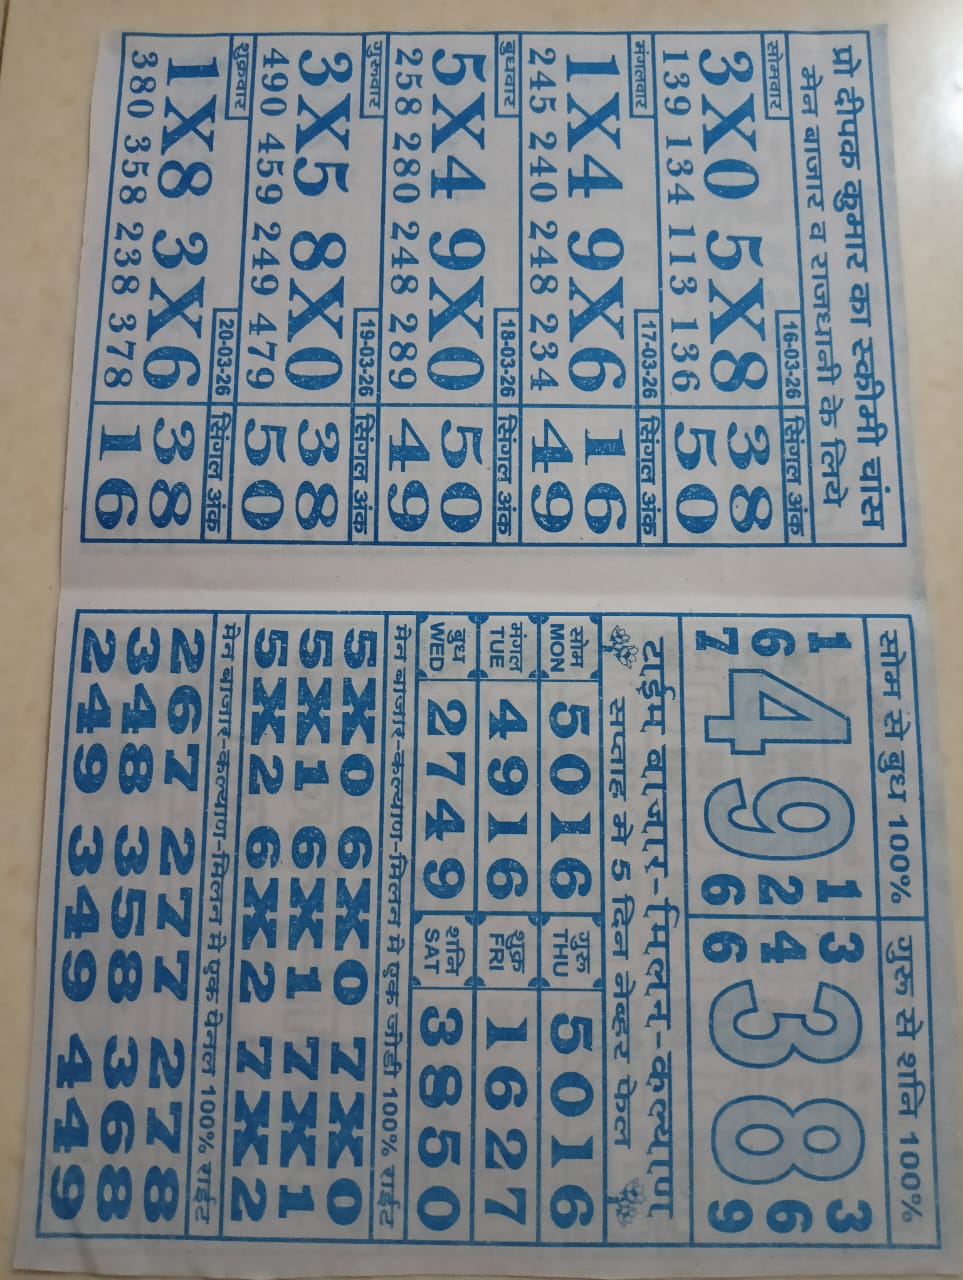 प्रो दीपक कुमार का स्कीमी चांस
मेन बाजार व राजधानी के लिये
सोमवार 16-03-26 सिंगल अंक
3X0 5X8 38
139 134 113 136 50
मंगलवार 17-03-26 सिंगल अंक
1X4 9X6 16
245 240 248 234 49
बुधवार 18-03-26 सिंगल अंक
5X4 9X0 50
258 280 248 289 49
गुरुवार 19-03-26 सिंगल अंक
3X5 8X0 38
490 459 249 479 50
शुक्रवार 20-03-26 सिंगल अंक
1X8 3X6 38
380 358 238 378 16
सोम से बुध 100% गुरु से शनि 100%
1 1 3 3
6 49 2 4 38 6
7 6 6 9
टाईम बाजार-मिलन-कल्याण
सप्ताह मे 5 दिन नेव्हर फेल
सोम MON 5016 गुरु THU 5016
मंगल TUE 4916 शुक्र FRI 1627
बुध WED 2749 शनि SAT 3850
मेन बाजार-कल्याण-मिलन मे एक जोडी 100% राईट
5X0 6X0 7X0
5X1 6X1 7X1
5X2 6X2 7X2
मेन बाजार-कल्याण-मिलन मे एक पेनल 100% राईट
267 277 278
348 358 368
249 349 449